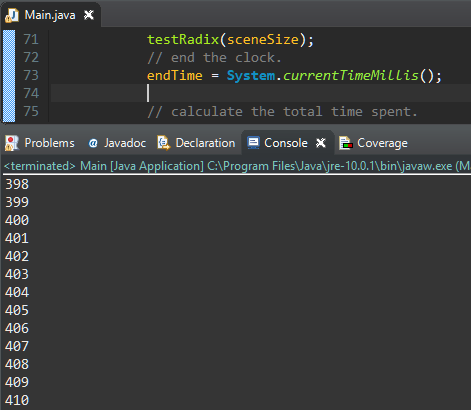 Main.java
71 testRadix(sceneSize);
72 // end the clock.
73 endTime = System.currentTimeMillis();
74
75 // calculate the total time spent.
Problems @ Javadoc Declaration Console Coverage
<terminated> Main [Java Application] C:\Program Files\Java\jre-10.0.1\bin\javaw.exe (Ma
398
399
400
401
402
403
404
405
406
407
408
409
410